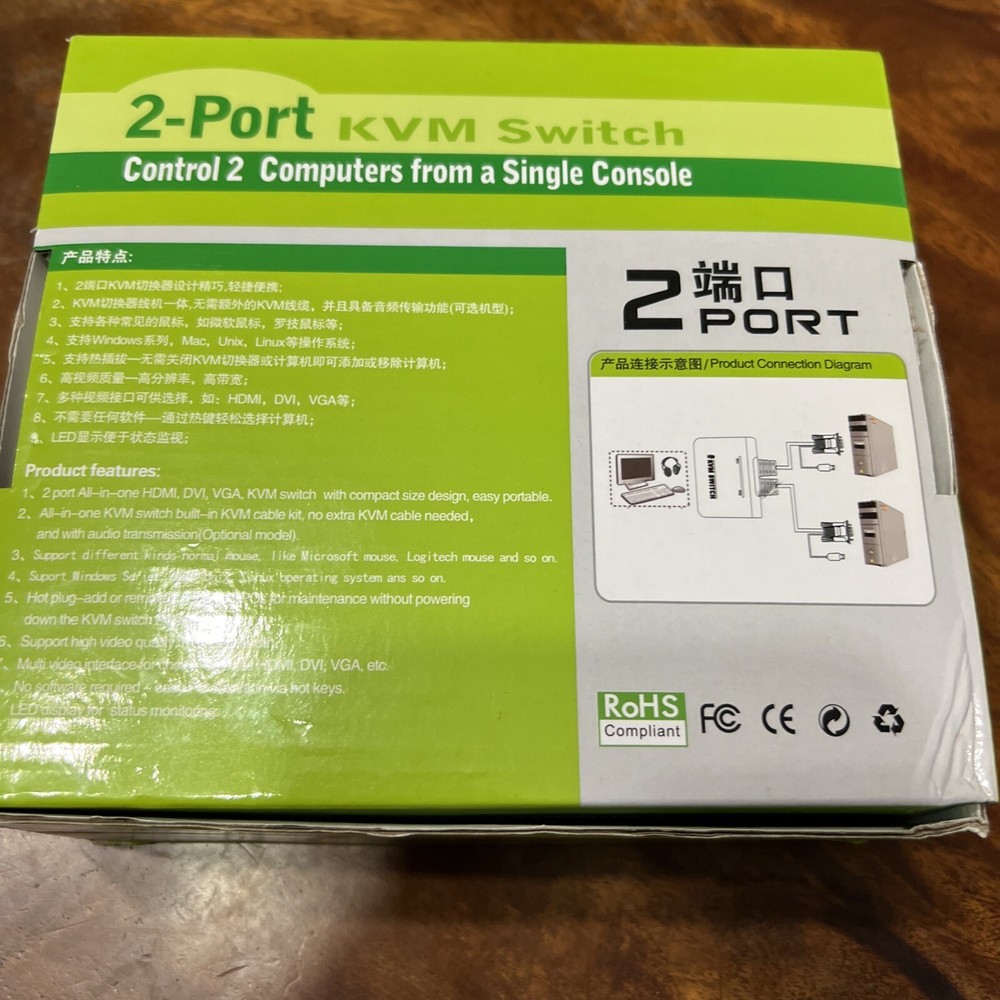 2-Port KVM Switch
Control 2 Computers from a Single Console
产品特点:
1、2端口KVM切换器设计精巧,轻捷便携;
2、KVM切换器线机一体,无需额外的KVM线缆，并且具备音频传输功能(可选机型)；
3、支持各种常见的鼠标，如微软鼠标，罗技鼠标等；
4、支持Windows系列，Mac，Unix，Linux等操作系统；
5、支持热插拔—无需关闭KVM切换器或计算机即可添加或移除计算机；
6、高视频质量—高分辨率，高带宽；
7、多种视频接口可供选择，如：HDMI，DVI，VGA等；
8、不需要任何软件—通过热键轻松选择计算机；
9、LED显示便于状态监视；
Product features:
1、2 port All-in-one HDMI, DVI, VGA, KVM switch with compact size design, easy portable.
2、All-in-one KVM switch built-in KVM cable kit, no extra KVM cable needed,
and with audio transmission(Optional model).
3、Support different kinds normal mouse, like Microsoft mouse, Logitech mouse and so on.
4、Suport Windows operating system ans so on.
5、Hot plug-add or for maintenance without powering
down the KVM switch
6、Support high video
Multi video interface DVI, VGA, etc.
No software required via hot keys.
LED display for status monitoring
2 端口
PORT
产品连接示意图/Product Connection Diagram
KVM SWITCH
RoHS
Compliant
FC CE